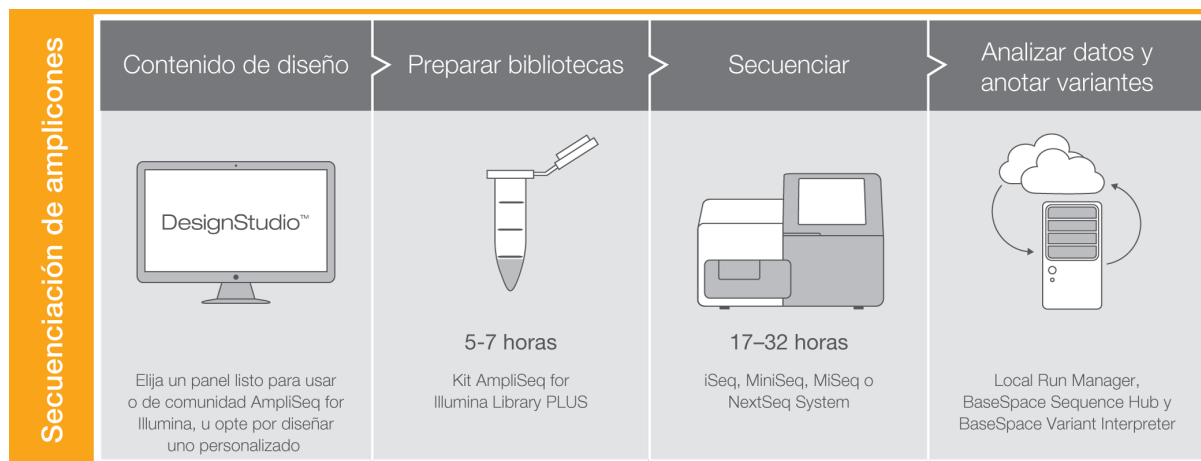 Secuenciación de amplicones
Contenido de diseño
DesignStudio™
Elija un panel listo para usar
o de comunidad AmpliSeq for
Illumina, u opte por diseñar
uno personalizado
Preparar bibliotecas
5-7 horas
Kit AmpliSeq for
Illumina Library PLUS
Secuenciar
17–32 horas
iSeq, MiniSeq, MiSeq o
NextSeq System
Analizar datos y
anotar variantes
Local Run Manager,
BaseSpace Sequence Hub y
BaseSpace Variant Interpreter